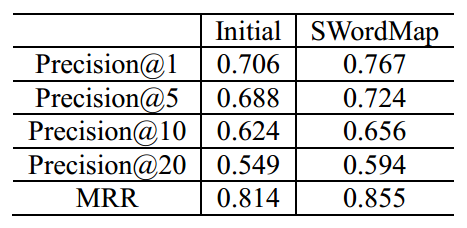 Initial SWordMap
Precision@1 0.706 0.767
Precision@5 0.688 0.724
Precision@10 0.624 0.656
Precision@20 0.549 0.594
MRR 0.814 0.855